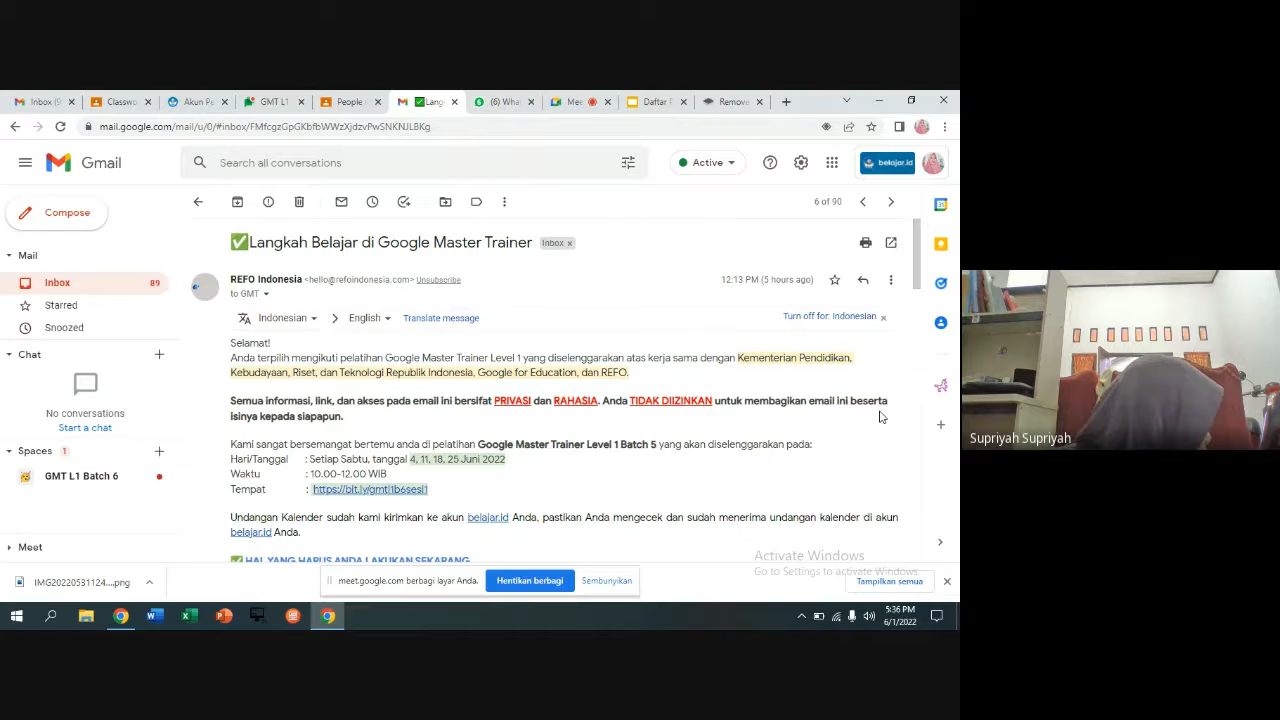 Inbox (9
Classwo
Akun Pe
GMT L1
People i
✅Lang
(6) What
Mee
Daftar F
Remove
mail.google.com/mail/u/0/#inbox/FMfcgzGpGKbfbWWzXjdzvPwSNKNJLBKg
Gmail
Search all conversations
Active
belajar.id
Compose
6 of 90
✅Langkah Belajar di Google Master Trainer
Inbox ×
Mail
Inbox 89
Starred
Snoozed
REFO Indonesia <hello@refoindonesia.com> Unsubscribe
12:13 PM (5 hours ago)
to GMT
Indonesian > English Translate message
Turn off for: Indonesian ×
Selamat!
Anda terpilih mengikuti pelatihan Google Master Trainer Level 1 yang diselenggarakan atas kerja sama dengan Kementerian Pendidikan,
Kebudayaan, Riset, dan Teknologi Republik Indonesia, Google for Education, dan REFO.
Semua informasi, link, dan akses pada email ini bersifat PRIVASI dan RAHASIA. Anda TIDAK DIIZINKAN untuk membagikan email ini beserta
isinya kepada siapapun.
Kami sangat bersemangat bertemu anda di pelatihan Google Master Trainer Level 1 Batch 5 yang akan diselenggarakan pada:
Hari/Tanggal : Setiap Sabtu, tanggal 4, 11, 18, 25 Juni 2022
Waktu : 10.00-12.00 WIB
Tempat : https://bit.ly/gmtl1b6sesi1
Undangan Kalender sudah kami kirimkan ke akun belajar.id Anda, pastikan Anda mengecek dan sudah menerima undangan kalender di akun
belajar.id Anda.
✅ HAL YANG HARUS ANDA LAKUKAN SEKARANG
Chat
No conversations
Start a chat
Spaces 1
GMT L1 Batch 6
Meet
Activate Windows
Go to Settings to activate Windows.
IMG20220531124....png
meet.google.com berbagi layar Anda.
Hentikan berbagi
Sembunyikan
Tampilkan semua
5:36 PM
6/1/2022
Supriyah Supriyah